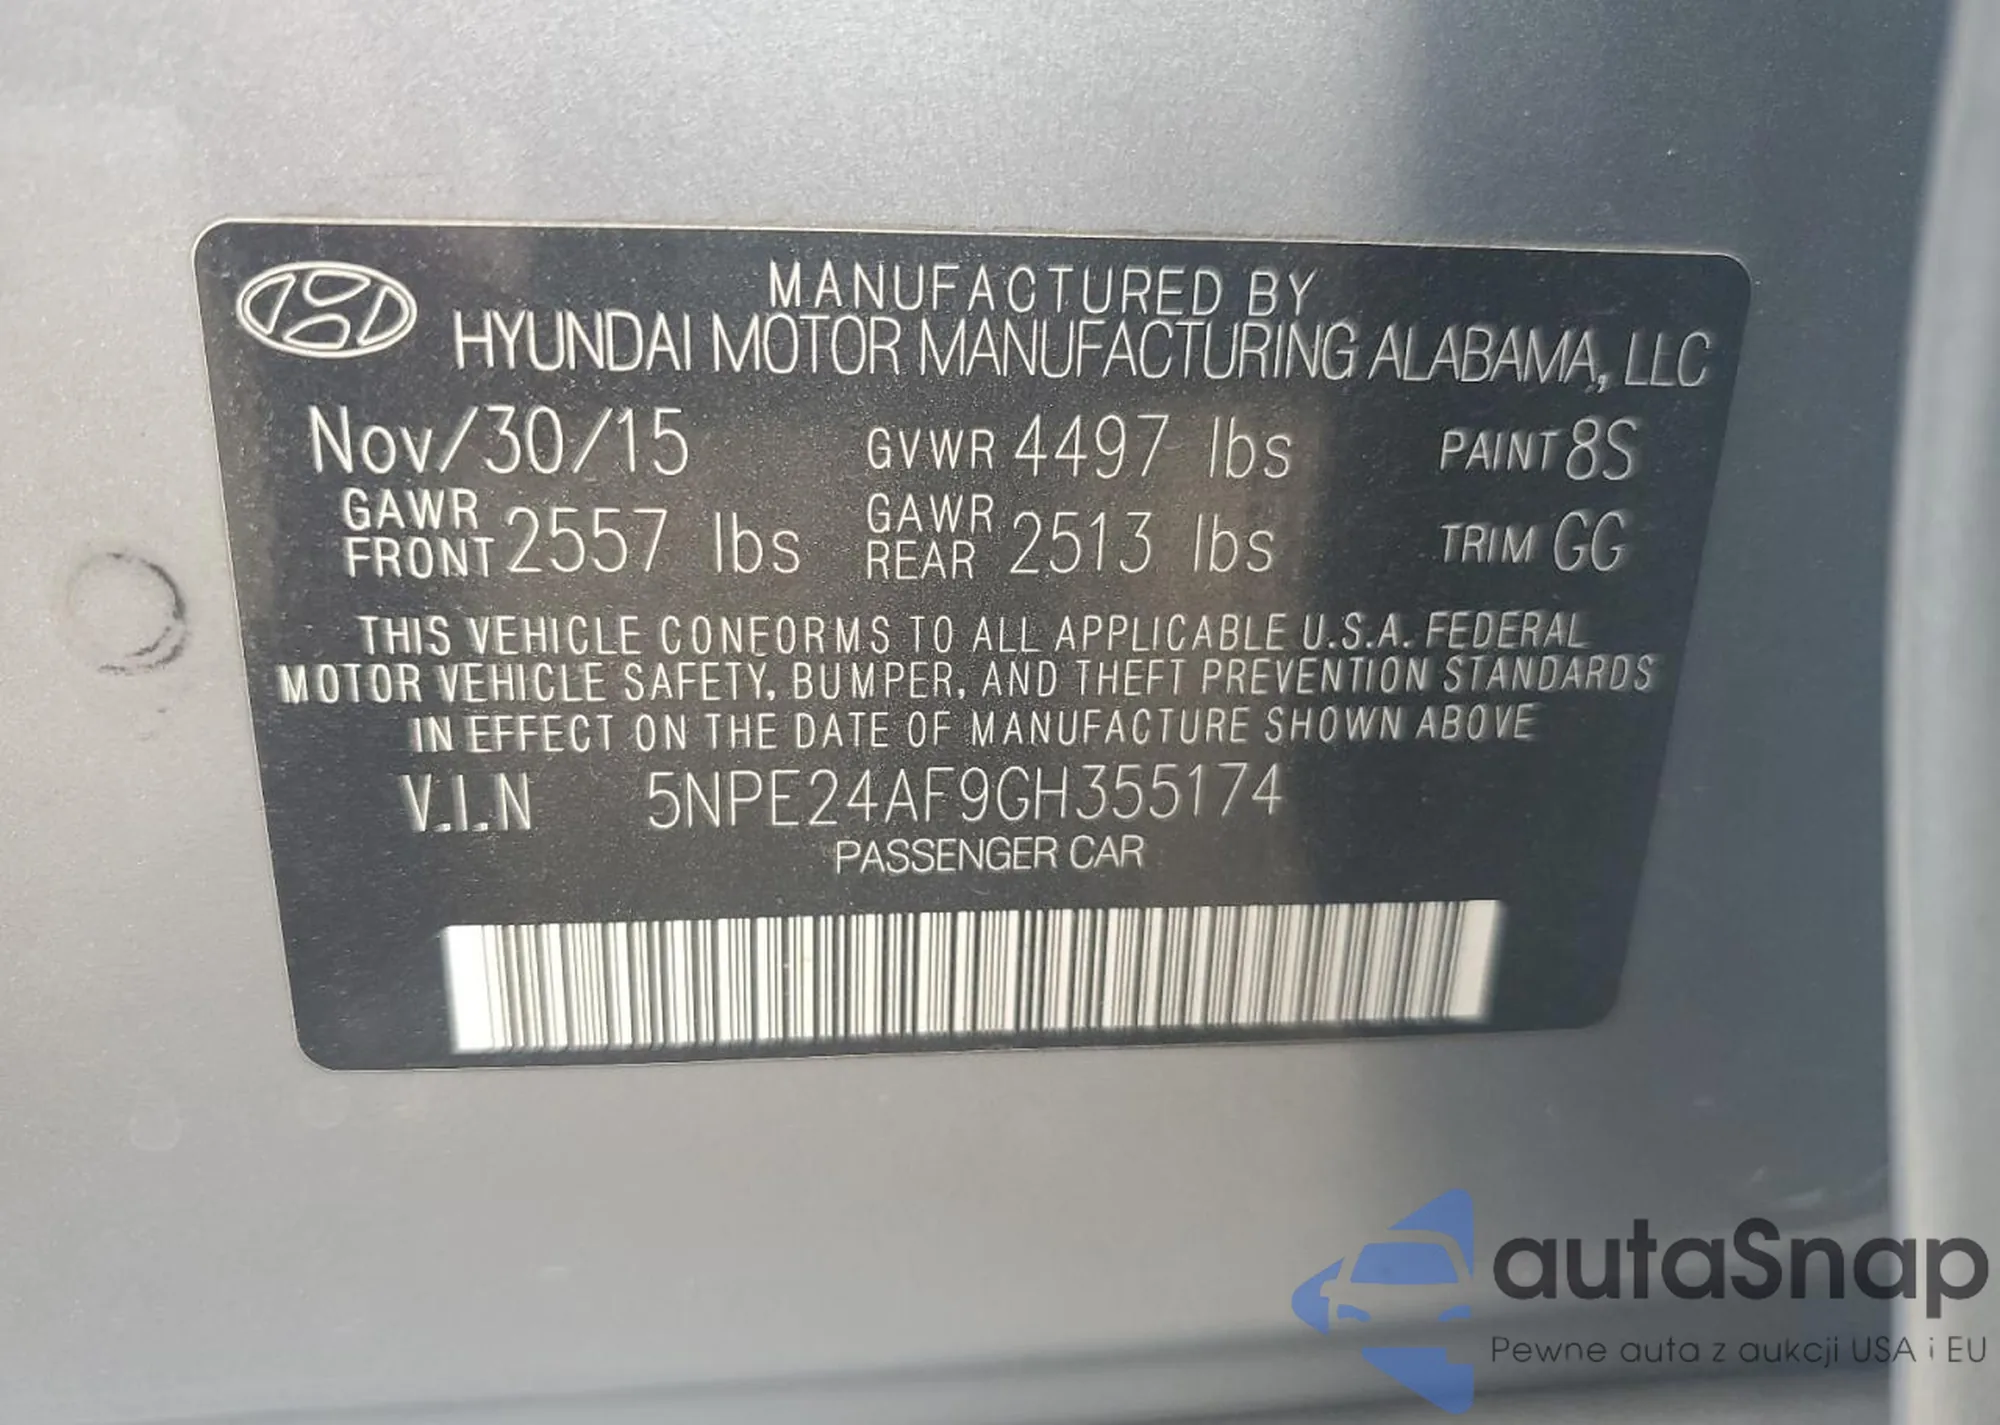 MANUFACTURED BY
HYUNDAI MOTOR MANUFACTURING ALABAMA, LLC
Nov/30/15 GVWR 4497 lbs PAINT 8S
GAWR FRONT 2557 lbs GAWR REAR 2513 lbs TRIM GG
THIS VEHICLE CONFORMS TO ALL APPLICABLE U.S.A. FEDERAL
MOTOR VEHICLE SAFETY, BUMPER, AND THEFT PREVENTION STANDARDS
IN EFFECT ON THE DATE OF MANUFACTURE SHOWN ABOVE
V.I.N 5NPE24AF9GH355174
PASSENGER CAR
autaSnap
Pewne auta z aukcji USA i EU